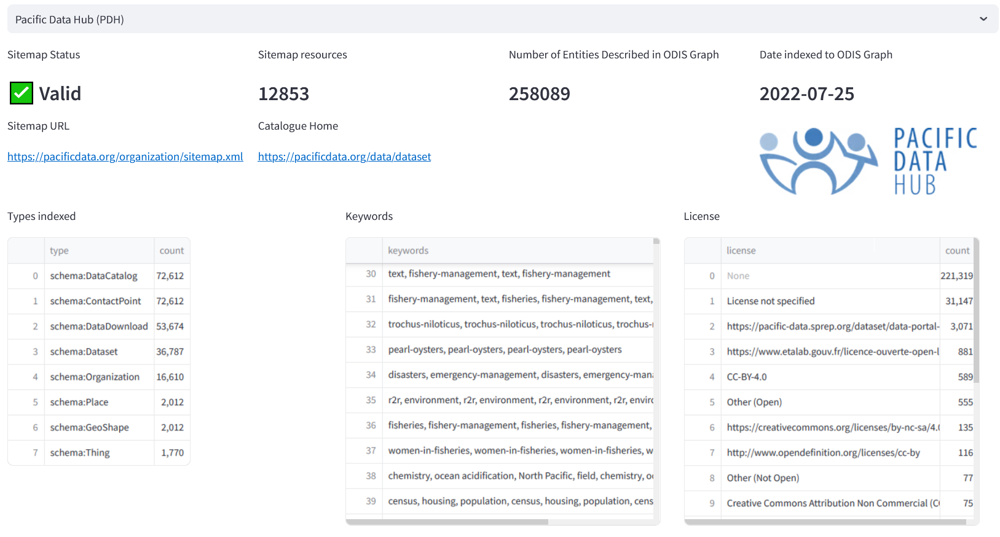 Pacific Data Hub (PDH)
Sitemap Status
Sitemap resources
Number of Entities Described in ODIS Graph
Date indexed to ODIS Graph
Valid
12853
258089
2022-07-25
Sitemap URL
Catalogue Home
https://pacificdata.org/organization/sitemap.xml
https://pacificdata.org/data/dataset
PACIFIC
DATA
HUB
Types indexed
type count
0 schema:DataCatalog 72,612
1 schema:ContactPoint 72,612
2 schema:DataDownload 53,674
3 schema:Dataset 36,787
4 schema:Organization 16,610
5 schema:Place 2,012
6 schema:GeoShape 2,012
7 schema:Thing 1,770
Keywords
keywords
30 text, fishery-management, text, fishery-management
31 fishery-management, text, fisheries, fishery-management, text,
32 trochus-niloticus, trochus-niloticus, trochus-niloticus, trochus-
33 pearl-oysters, pearl-oysters, pearl-oysters, pearl-oysters
34 disasters, emergency-management, disasters, emergency-man
35 r2r, environment, r2r, environment, r2r, environment, r2r, envir
36 fisheries, fishery-management, fisheries, fishery-management,
37 women-in-fisheries, women-in-fisheries, women-in-fisheries, w
38 chemistry, ocean acidification, North Pacific, field, chemistry, o
39 census, housing, population, census, housing, population, cens
License
license count
0 None 221,319
1 License not specified 31,147
2 https://pacific-data.sprep.org/dataset/data-portal- 3,071
3 https://www.etalab.gouv.fr/licence-ouverte-open-l 881
4 CC-BY-4.0 589
5 Other (Open) 555
6 https://creativecommons.org/licenses/by-nc-sa/4.0 135
7 http://www.opendefinition.org/licenses/cc-by 116
8 Other (Not Open) 77
9 Creative Commons Attribution Non Commercial (C 75